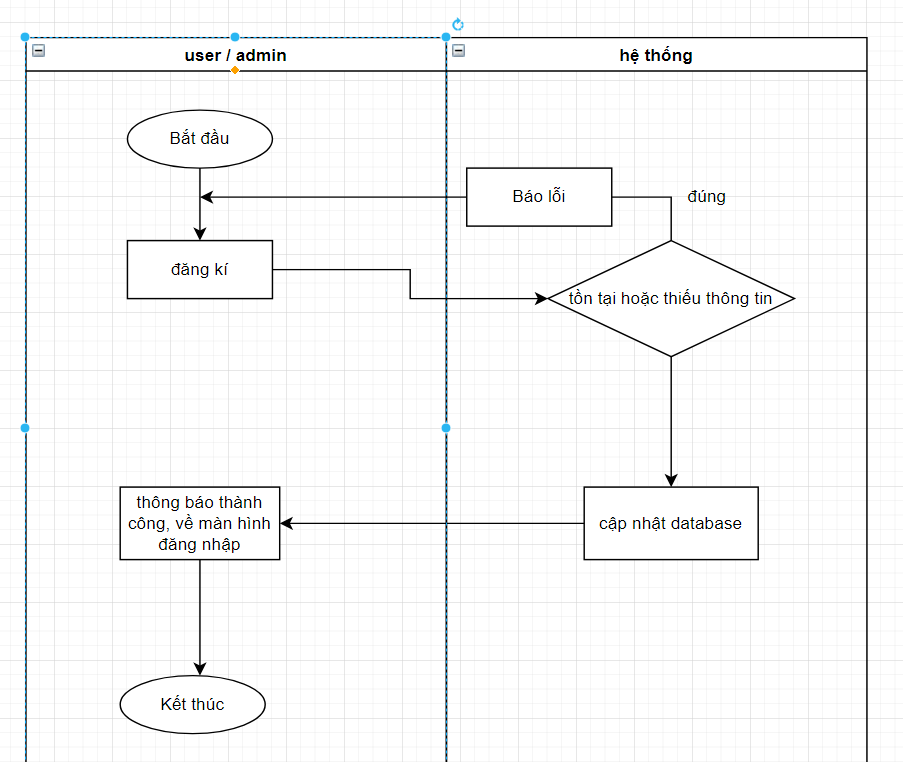 user / admin
hệ thống
Bắt đầu
Báo lỗi
đúng
đăng kí
tồn tại hoặc thiếu thông tin
thông báo thành
công, về màn hình
đăng nhập
cập nhật database
Kết thúc